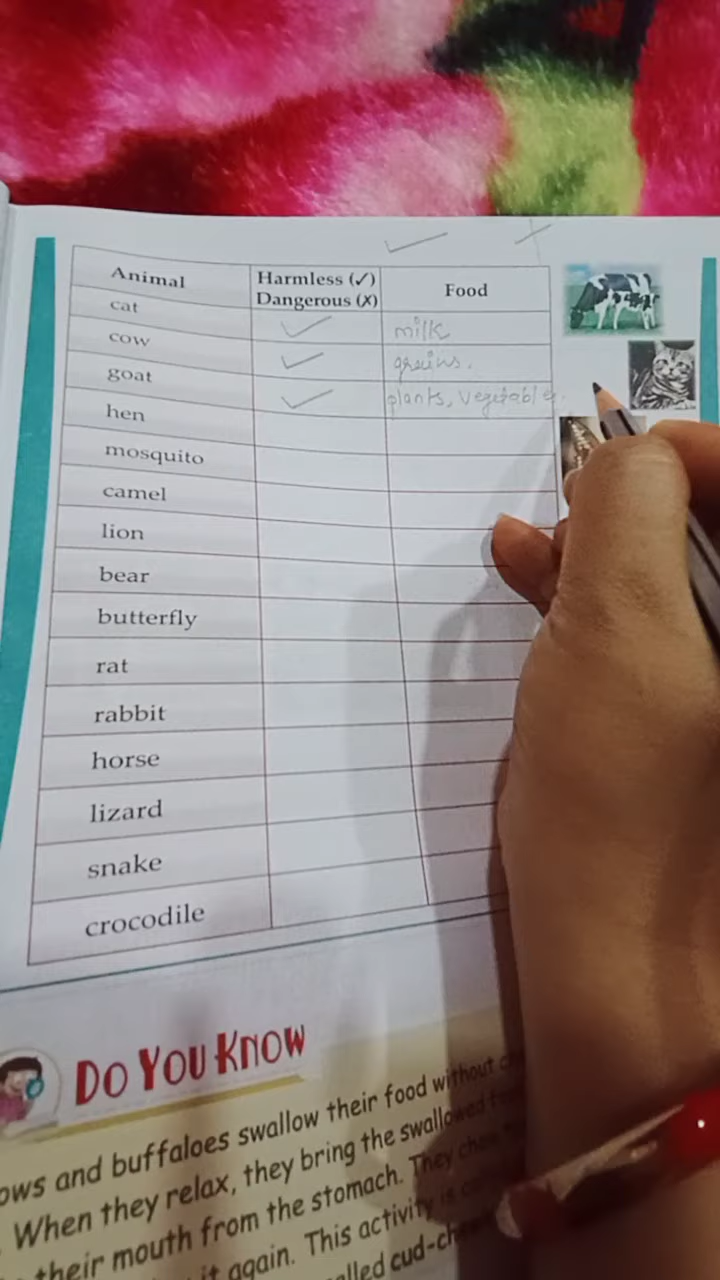 Animal Harmless (✓) Dangerous (✗) Food
cat ✓ milk
cow ✓ grains.
goat ✓ plants, vegetable
hen
mosquito
camel
lion
bear
butterfly
rat
rabbit
horse
lizard
snake
crocodile
DO YOU KNOW
ows and buffaloes swallow their food without
. When they relax, they bring the swallowed
their mouth from the stomach. They
it again. This activity is
alled cud-che